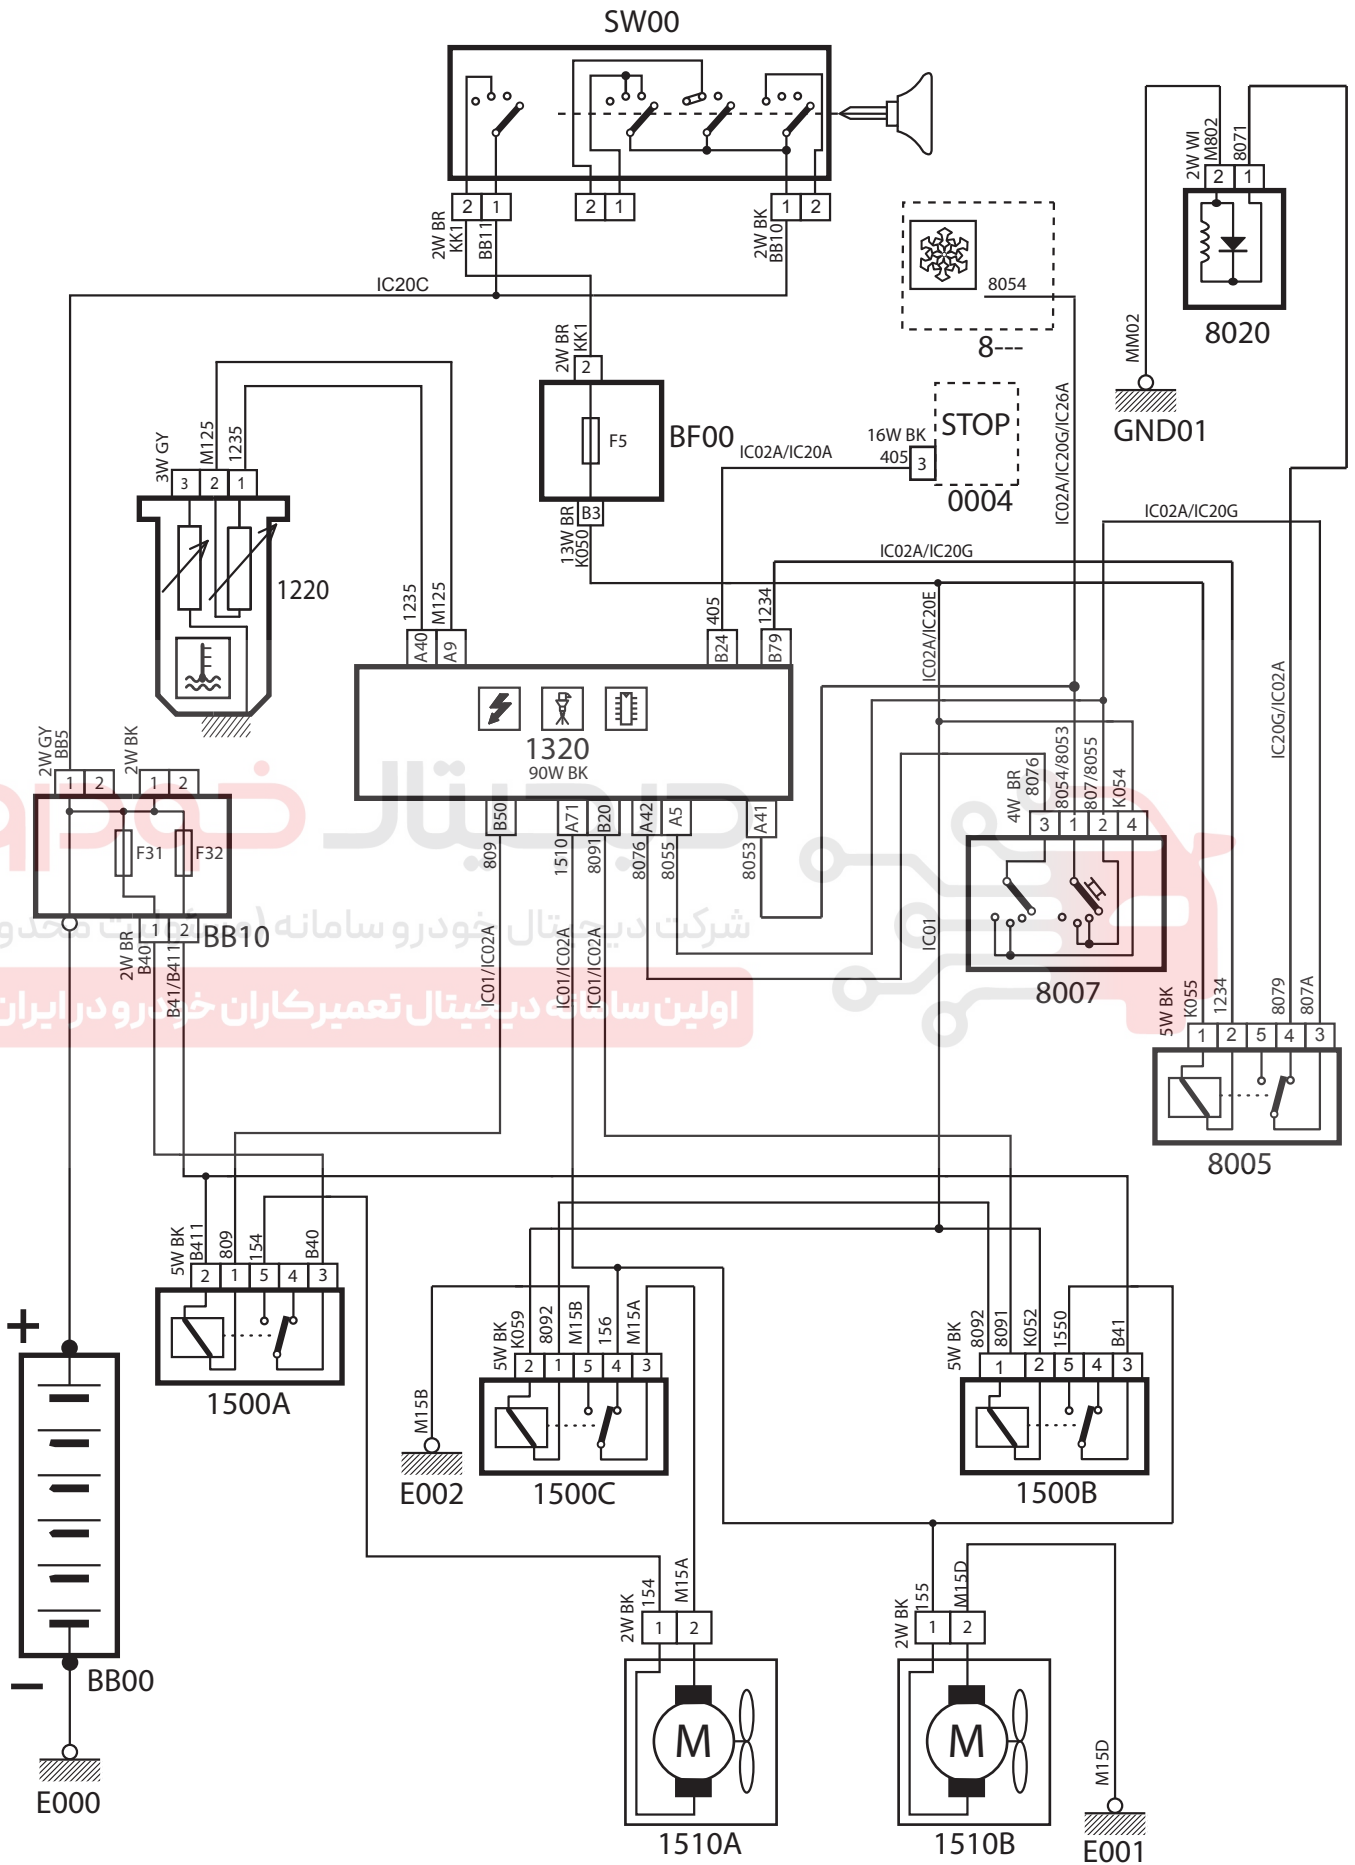 SW00
2 1
2 1
1 2
2W BR
KK1
BB11
2W BK
BB10
IC20C
2W WI
M802
8071
2 1
8020
MM02
GND01
8054
8---
IC02A/IC20G/IC26A
2W BR
KK1
2
F5
BF00
B3
13W BR
K050
STOP
16W BK
405
3
0004
IC02A/IC20A
IC02A/IC20G
IC02A/IC20G
3W GY
M125
1235
3 2 1
1220
1235
M125
A40
A9
405
1234
B24
B79
IC02A/IC20E
IC20G/IC02A
1320
90W BK
B50
A71
B20
A42
A5
A41
809
1510
8091
8076
8055
8053
2W GY
BB5
2W BK
1 2
1 2
F31
F32
1 2
BB10
2W BR
B40
B41/B411
4W BR
8076
8054/8053
807/8055
K054
3 1 2 4
8007
IC01
IC01/IC02A
IC01/IC02A
IC01/IC02A
دیجیتال خودرو
شرکت دیجیتال خودرو سامانه (مسئولیت محدود
اولین سامانه دیجیتال تعمیرکاران خودرو در ایران
5W BK
K055
1234
8079
807A
1 2 5 4 3
8005
5W BK
B411
809
154
B40
2 1 5 4 3
1500A
5W BK
K059
8092
M15B
156
M15A
2 1 5 4 3
1500C
M15B
E002
5W BK
8092
8091
K052
1550
B41
1 2 5 4 3
1500B
+
−
BB00
E000
2W BK
154
M15A
1 2
M
1510A
2W BK
155
M15D
1 2
M
1510B
M15D
E001